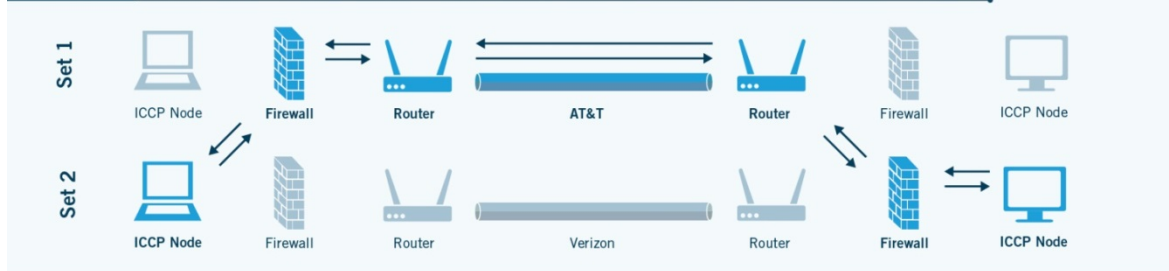 Set 1
ICCP Node Firewall Router AT&T Router Firewall ICCP Node
Set 2
ICCP Node Firewall Router Verizon Router Firewall ICCP Node